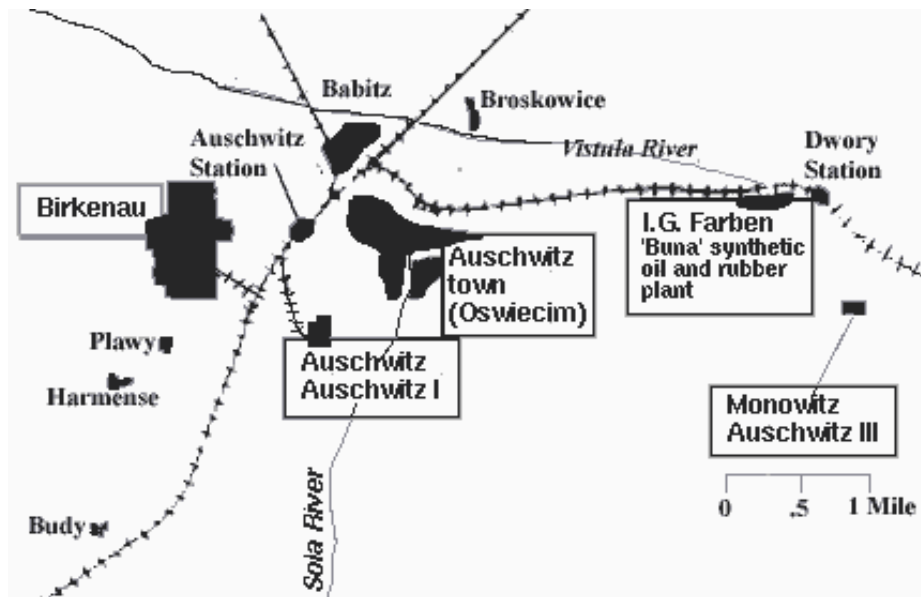 Babitz
Broskowice
Auschwitz
Station
Vistula River
Dwory
Station
Birkenau
I.G. Farben
'Buna' synthetic
oil and rubber
plant
Auschwitz
town
(Oswiecim)
Plawy
Harmense
Auschwitz
Auschwitz I
Monowitz
Auschwitz III
0 .5 1 Mile
Budy
Sola River